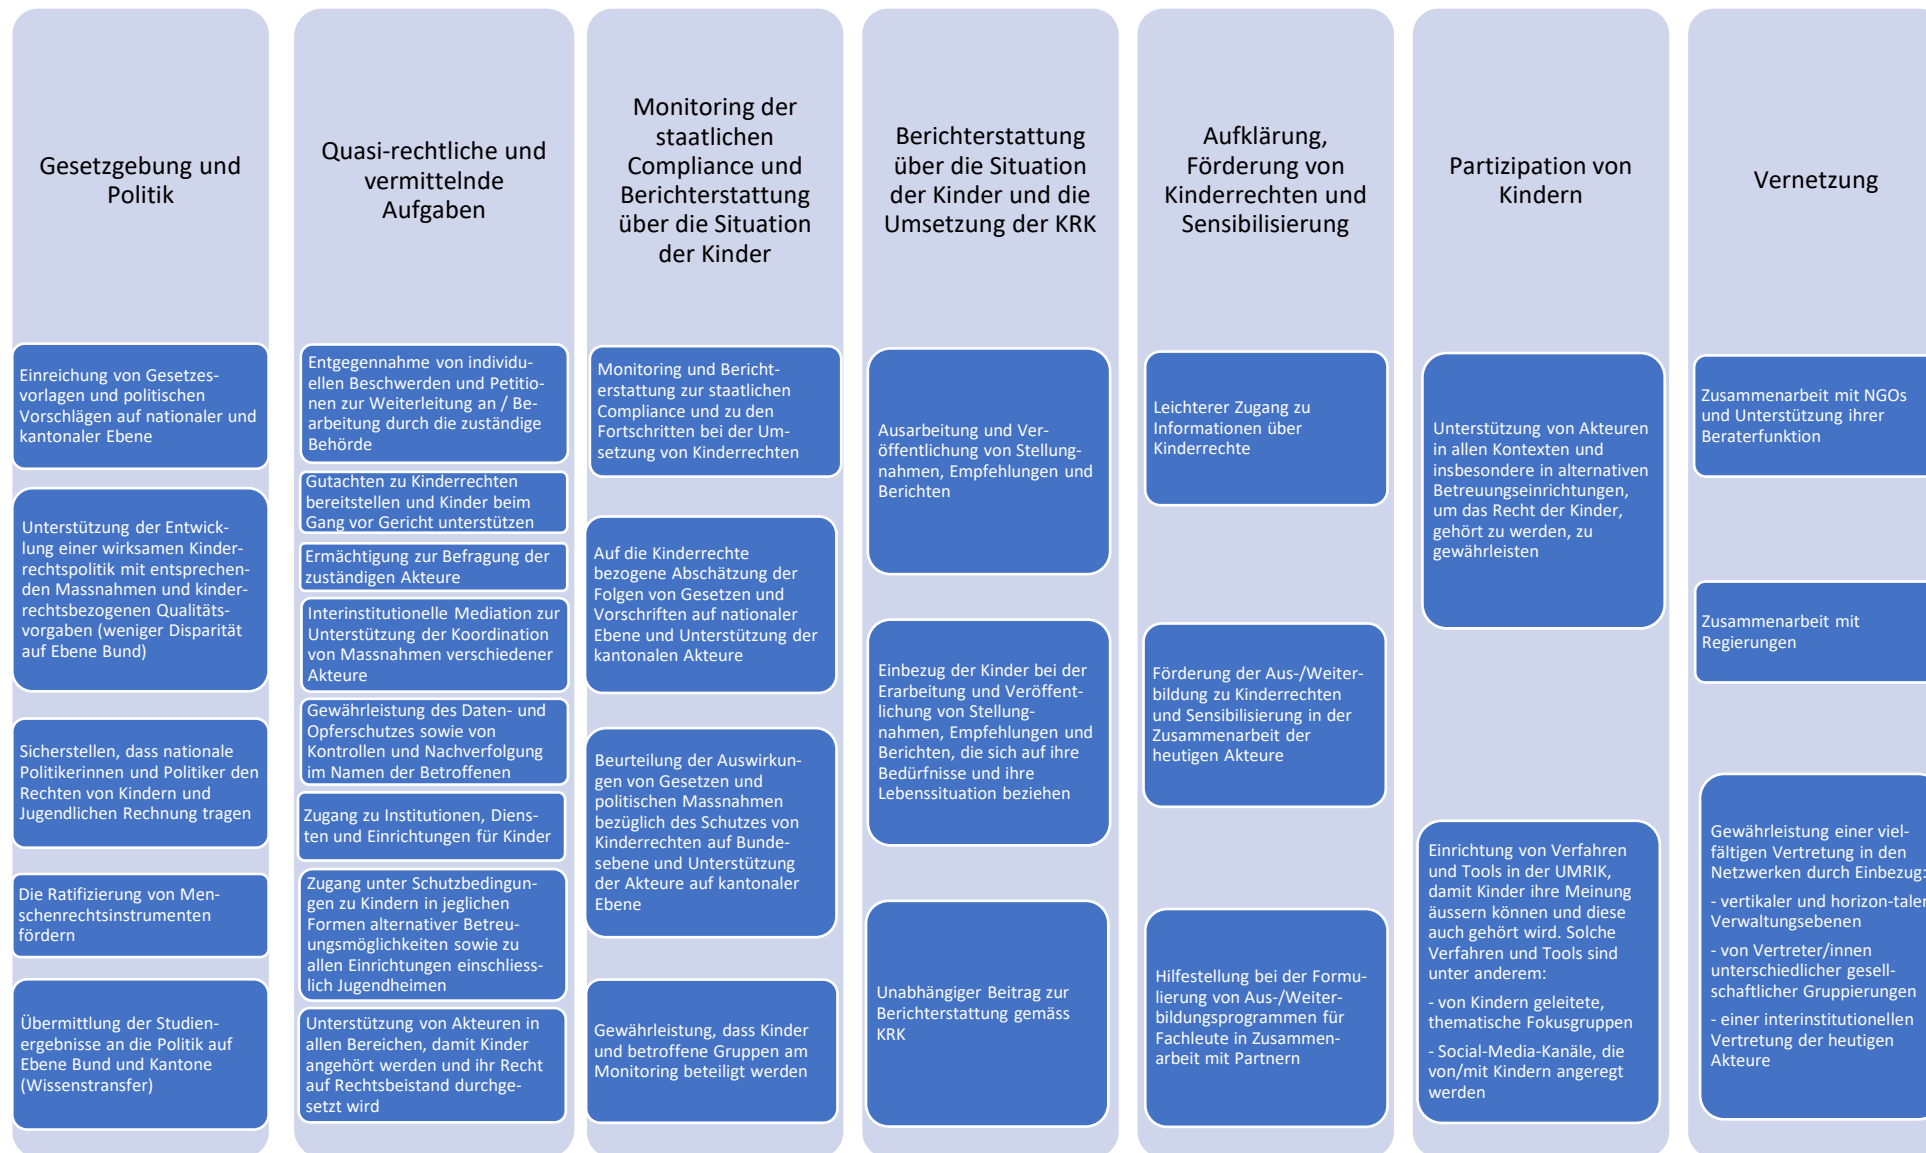 Gesetzgebung und
Politik
Einreichung von Gesetzes-
vorlagen und politischen
Vorschlägen auf nationaler und
kantonaler Ebene
Unterstützung der Entwick-
lung einer wirksamen Kinder-
rechtspolitik mit entsprechen-
den Massnahmen und kinder-
rechtsbezogenen Qualitäts-
vorgaben (weniger Disparität
auf Ebene Bund)
Sicherstellen, dass nationale
Politikerinnen und Politiker den
Rechten von Kindern und
Jugendlichen Rechnung tragen
Die Ratifizierung von Men-
schenrechtsinstrumenten
fördern
Übermittlung der Studien-
ergebnisse an die Politik auf
Ebene Bund und Kantone
(Wissenstransfer)
Quasi-rechtliche und
vermittelnde
Aufgaben
Entgegennahme von individu-
ellen Beschwerden und Petitio-
nen zur Weiterleitung an / Be-
arbeitung durch die zuständige
Behörde
Gutachten zu Kinderrechten
bereitstellen und Kinder beim
Gang vor Gericht unterstützen
Ermächtigung zur Befragung der
zuständigen Akteure
Interinstitutionelle Mediation zur
Unterstützung der Koordination
von Massnahmen verschiedener
Akteure
Gewährleistung des Daten- und
Opferschutzes sowie von
Kontrollen und Nachverfolgung
im Namen der Betroffenen
Zugang zu Institutionen, Diens-
ten und Einrichtungen für Kinder
Zugang unter Schutzbedingun-
gen zu Kindern in jeglichen
Formen alternativer Betreu-
ungsmöglichkeiten sowie zu
allen Einrichtungen einschliess-
lich Jugendheimen
Unterstützung von Akteuren in
allen Bereichen, damit Kinder
angehört werden und ihr Recht
auf Rechtsbeistand durchge-
setzt wird
Monitoring der
staatlichen
Compliance und
Berichterstattung
über die Situation
der Kinder
Monitoring und Bericht-
erstattung zur staatlichen
Compliance und zu den
Fortschritten bei der Um-
setzung von Kinderrechten
Auf die Kinderrechte
bezogene Abschätzung der
Folgen von Gesetzen und
Vorschriften auf nationaler
Ebene und Unterstützung der
kantonalen Akteure
Beurteilung der Auswirkun-
gen von Gesetzen und
politischen Massnahmen
bezüglich des Schutzes von
Kinderrechten auf Bunde-
sebene und Unterstützung
der Akteure auf kantonaler
Ebene
Gewährleistung, dass Kinder
und betroffene Gruppen am
Monitoring beteiligt werden
Berichterstattung
über die Situation
der Kinder und die
Umsetzung der KRK
Ausarbeitung und Ver-
öffentlichung von Stellung-
nahmen, Empfehlungen und
Berichten
Einbezug der Kinder bei der
Erarbeitung und Veröffent-
lichung von Stellung-
nahmen, Empfehlungen und
Berichten, die sich auf ihre
Bedürfnisse und ihre
Lebenssituation beziehen
Unabhängiger Beitrag zur
Berichterstattung gemäss
KRK
Aufklärung,
Förderung von
Kinderrechten und
Sensibilisierung
Leichterer Zugang zu
Informationen über
Kinderrechte
Förderung der Aus-/Weiter-
bildung zu Kinderrechten
und Sensibilisierung in der
Zusammenarbeit der
heutigen Akteure
Hilfestellung bei der Formu-
lierung von Aus-/Weiter-
bildungsprogrammen für
Fachleute in Zusammen-
arbeit mit Partnern
Partizipation von
Kindern
Unterstützung von Akteuren
in allen Kontexten und
insbesondere in alternativen
Betreuungseinrichtungen,
um das Recht der Kinder,
gehört zu werden, zu
gewährleisten
Einrichtung von Verfahren
und Tools in der UMRIK,
damit Kinder ihre Meinung
äussern können und diese
auch gehört wird. Solche
Verfahren und Tools sind
unter anderem:
- von Kindern geleitete,
thematische Fokusgruppen
- Social-Media-Kanäle, die
von/mit Kindern angeregt
werden
Vernetzung
Zusammenarbeit mit NGOs
und Unterstützung ihrer
Beraterfunktion
Zusammenarbeit mit
Regierungen
Gewährleistung einer viel-
fältigen Vertretung in den
Netzwerken durch Einbezug:
- vertikaler und horizon-taler
Verwaltungsebenen
- von Vertreter/innen
unterschiedlicher gesell-
schaftlicher Gruppierungen
- einer interinstitutionellen
Vertretung der heutigen
Akteure